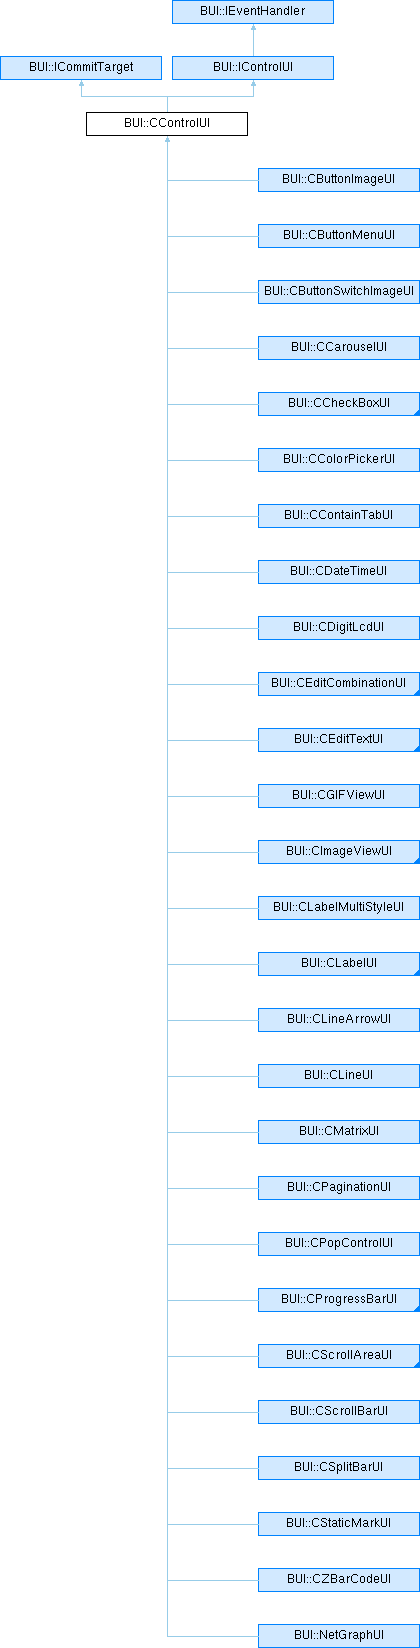 BUI::IEventHandler
BUI::ICommitTarget
BUI::IControlUI
BUI::CControlUI
BUI::CButtonImageUI
BUI::CButtonMenuUI
BUI::CButtonSwitchImageUI
BUI::CCarouselUI
BUI::CCheckBoxUI
BUI::CColorPickerUI
BUI::CContainTabUI
BUI::CDateTimeUI
BUI::CDigitLcdUI
BUI::CEditCombinationUI
BUI::CEditTextUI
BUI::CGIFViewUI
BUI::CImageViewUI
BUI::CLabelMultiStyleUI
BUI::CLabelUI
BUI::CLineArrowUI
BUI::CLineUI
BUI::CMatrixUI
BUI::CPaginationUI
BUI::CPopControlUI
BUI::CProgressBarUI
BUI::CScrollAreaUI
BUI::CScrollBarUI
BUI::CSplitBarUI
BUI::CStaticMarkUI
BUI::CZBarCodeUI
BUI::NetGraphUI